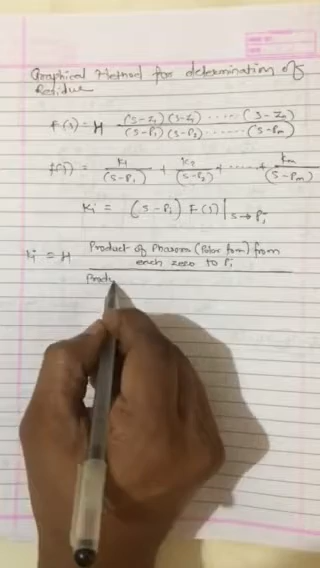 Graphical Method for determination of
Residue
F(s) = H (s-Z1) (s-Z2) ..... (s-Zn) / (s-P1) (s-P2) ...... (s-Pm)
F(s) = K1/(s-P1) + K2/(s-P2) + ..... + Km/(s-Pm)
Ki = (s-Pi) F(s) | s→Pi
Ki = H Product of Phasors (Polar form) from
each zero to Pi
Produ